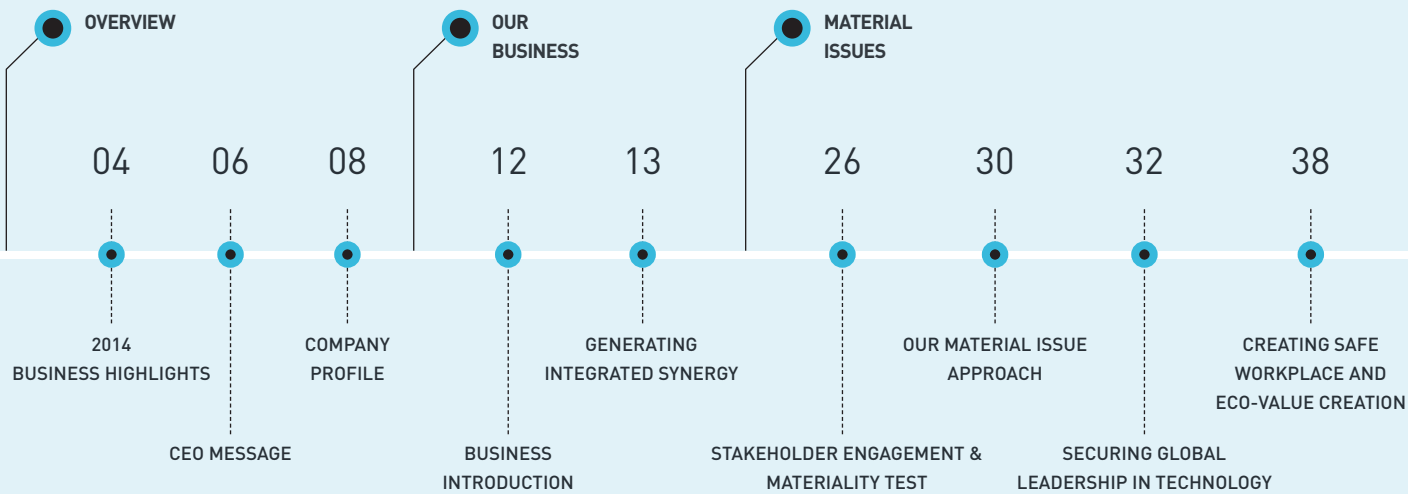 OVERVIEW
OUR
BUSINESS
MATERIAL
ISSUES
04
06
08
12
13
26
30
32
38
2014
BUSINESS HIGHLIGHTS
CEO MESSAGE
COMPANY
PROFILE
BUSINESS
INTRODUCTION
GENERATING
INTEGRATED SYNERGY
STAKEHOLDER ENGAGEMENT &
MATERIALITY TEST
OUR MATERIAL ISSUE
APPROACH
SECURING GLOBAL
LEADERSHIP IN TECHNOLOGY
CREATING SAFE
WORKPLACE AND
ECO-VALUE CREATION